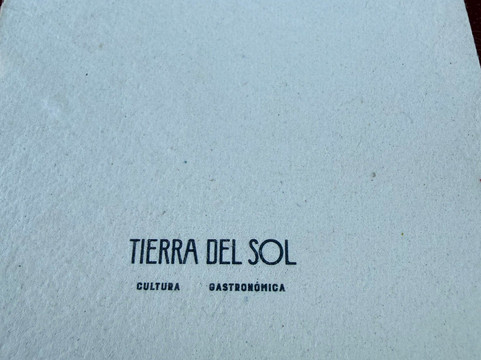 TIERRA DEL SOL
CULTURA GASTRONÓMICA